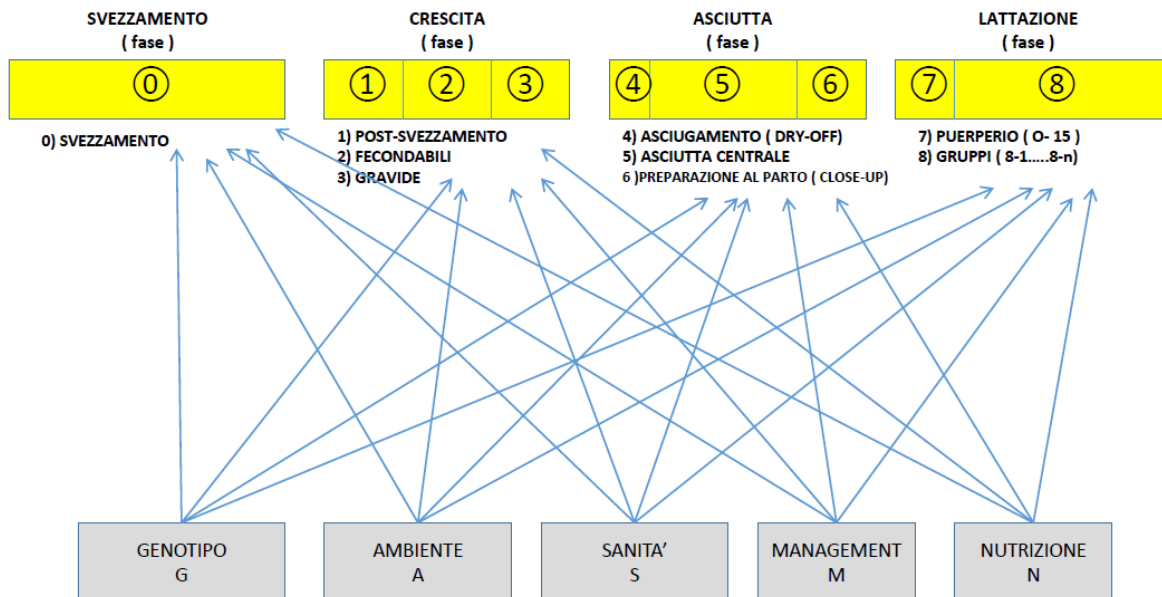 SVEZZAMENTO
( fase )
CRESCITA
( fase )
ASCIUTTA
( fase )
LATTAZIONE
( fase )
0
1
2
3
4
5
6
7
8
0) SVEZZAMENTO
1) POST-SVEZZAMENTO
2) FECONDABILI
3) GRAVIDE
4) ASCIUGAMENTO ( DRY-OFF)
5) ASCIUTTA CENTRALE
6 )PREPARAZIONE AL PARTO ( CLOSE-UP)
7) PUERPERIO ( O- 15 )
8) GRUPPI ( 8-1.....8-n)
GENOTIPO
G
AMBIENTE
A
SANITA’
S
MANAGEMENT
M
NUTRIZIONE
N